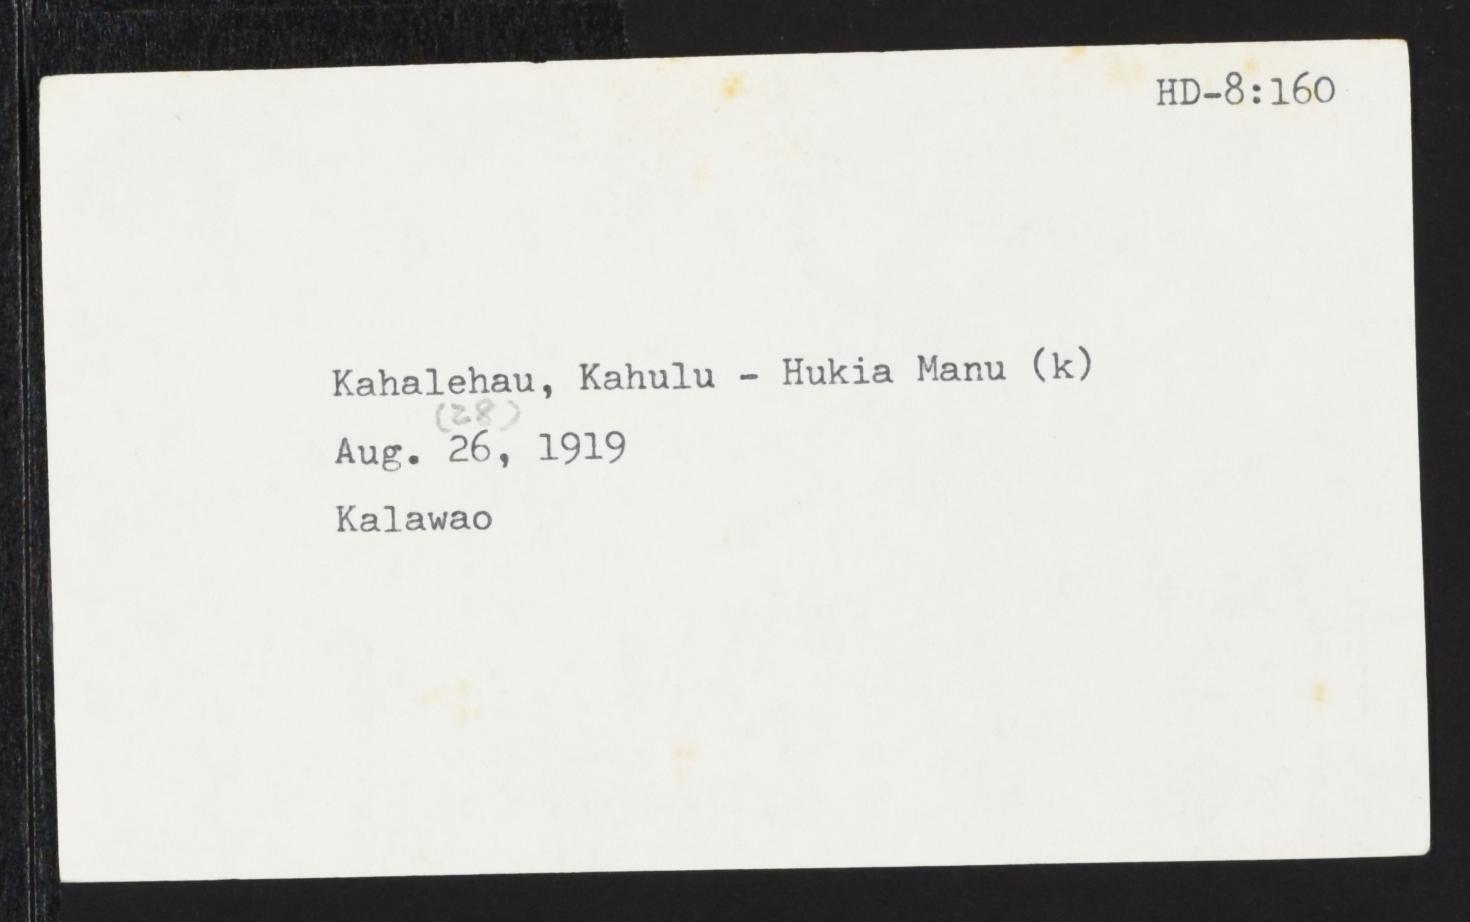 HD-8:160
Kahalehau, Kahulu - Hukia Manu (k)
(28)
Aug. 26, 1919
Kalawao